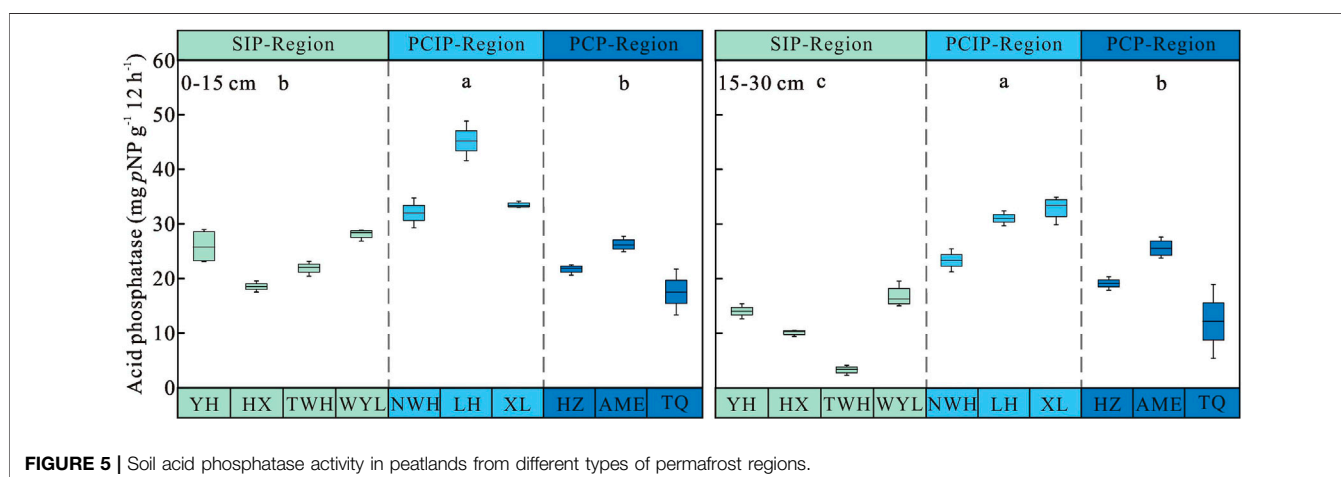 SIP-Region PCIP-Region PCP-Region SIP-Region PCIP-Region PCP-Region
60
0-15 cm b a b 15-30 cm c a b
50
40
30
20
10
0
Acid phosphatase (mg pNP g⁻¹ 12 h⁻¹)
YH HX TWH WYL NWH LH XL HZ AME TQ YH HX TWH WYL NWH LH XL HZ AME TQ
FIGURE 5 | Soil acid phosphatase activity in peatlands from different types of permafrost regions.